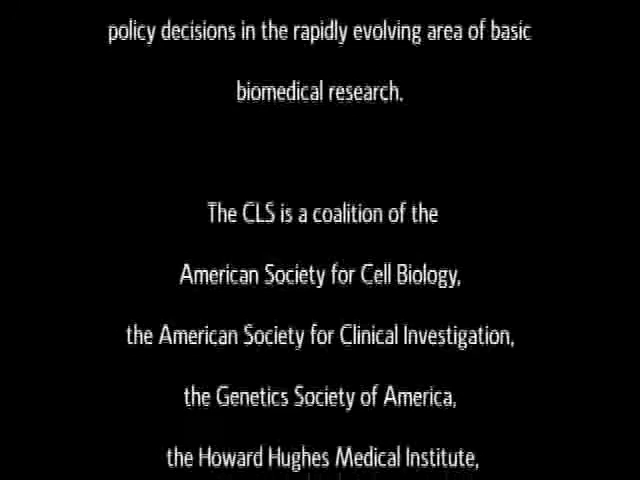 policy decisions in the rapidly evolving area of basic
biomedical research.
The CLS is a coalition of the
American Society for Cell Biology,
the American Society for Clinical Investigation,
the Genetics Society of America,
the Howard Hughes Medical Institute,